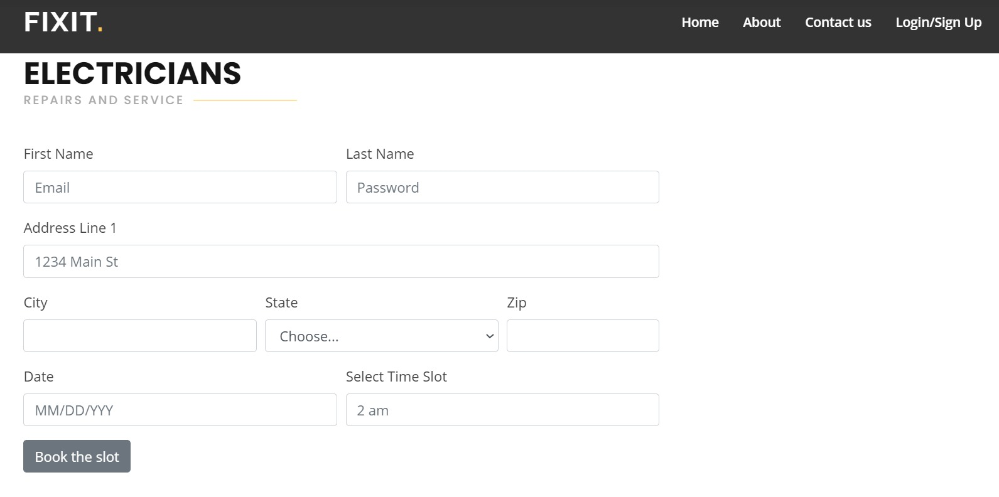 FIXIT.
Home About Contact us Login/Sign Up
ELECTRICIANS
REPAIRS AND SERVICE
First Name Last Name
Email Password
Address Line 1
1234 Main St
City State Zip
Choose...
Date Select Time Slot
MM/DD/YYY 2 am
Book the slot